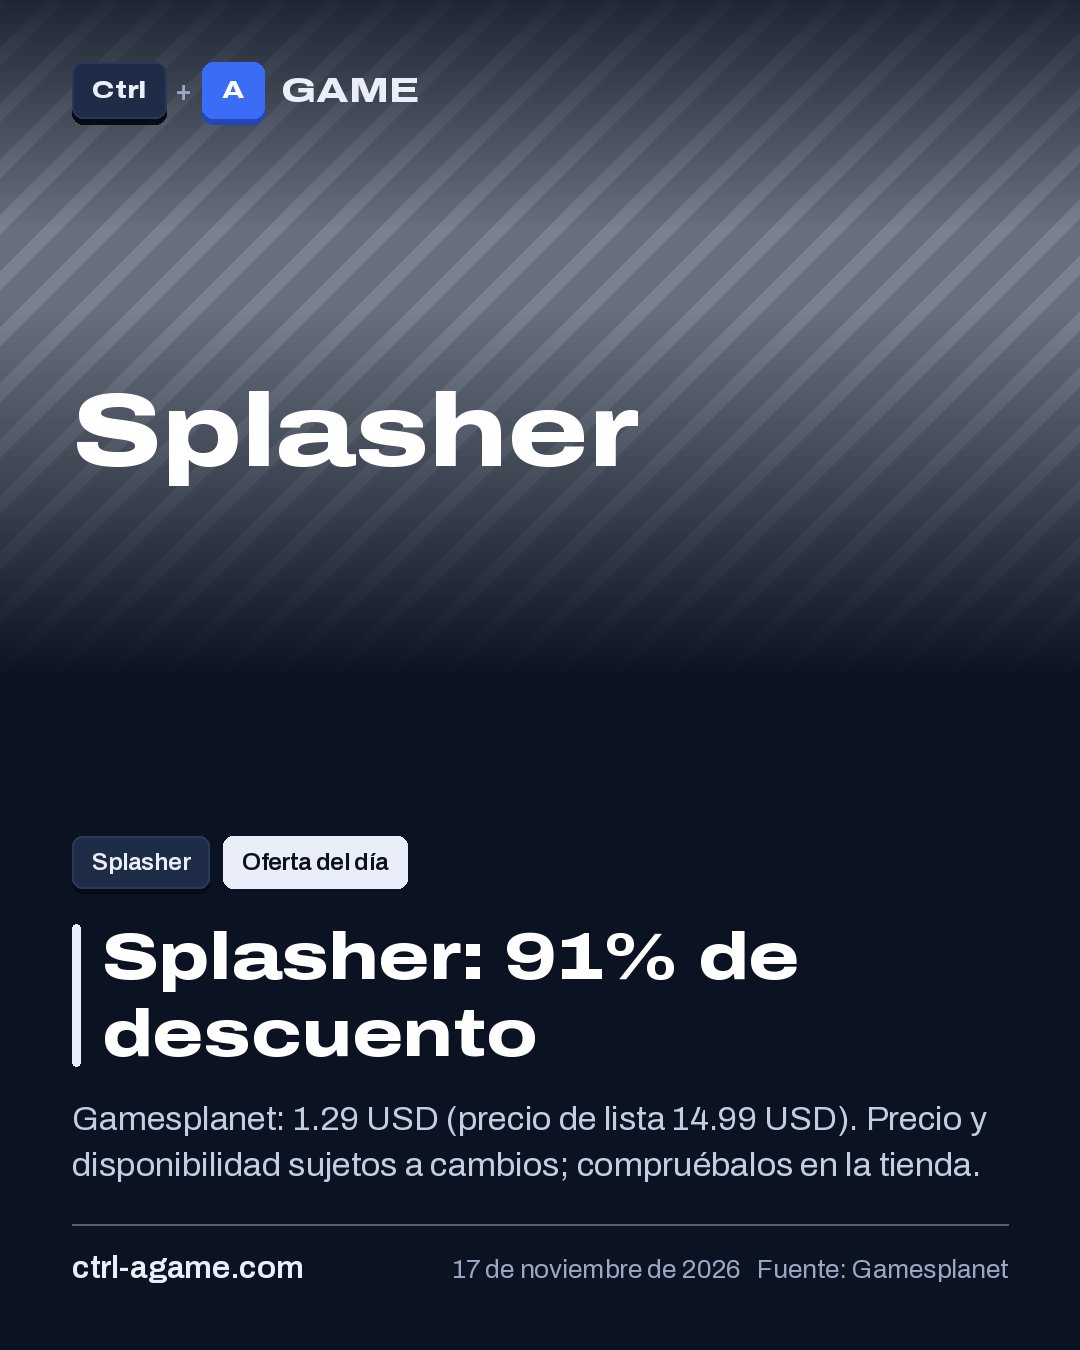 Ctrl + A GAME
Splasher
Splasher Oferta del día
Splasher: 91% de
descuento
Gamesplanet: 1.29 USD (precio de lista 14.99 USD). Precio y
disponibilidad sujetos a cambios; compruébalos en la tienda.
ctrl-agame.com 17 de noviembre de 2026 Fuente: Gamesplanet